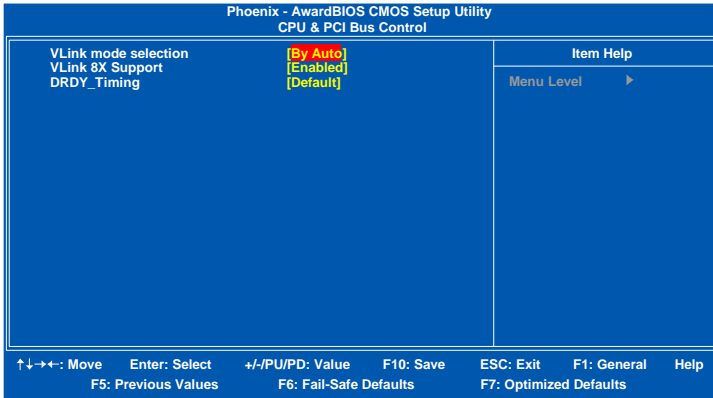 Phoenix - AwardBIOS CMOS Setup Utility
CPU & PCI Bus Control
VLink mode selection [By Auto]
VLink 8X Support [Enabled]
DRDY_Timing [Default]
Item Help
Menu Level ▶
↑↓→←: Move Enter: Select +/-/PU/PD: Value F10: Save ESC: Exit F1: General Help
F5: Previous Values F6: Fail-Safe Defaults F7: Optimized Defaults